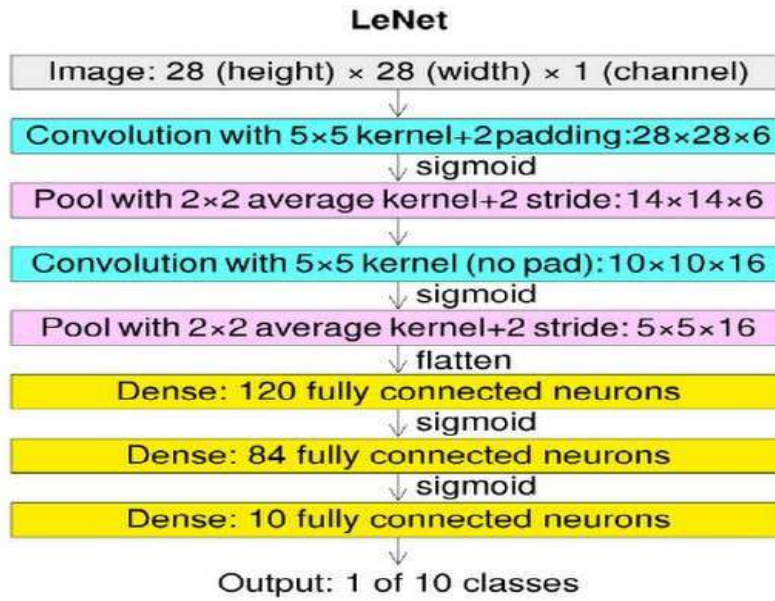 LeNet
Image: 28 (height) × 28 (width) × 1 (channel)
Convolution with 5×5 kernel+2padding:28×28×6
sigmoid
Pool with 2×2 average kernel+2 stride:14×14×6
Convolution with 5×5 kernel (no pad):10×10×16
sigmoid
Pool with 2×2 average kernel+2 stride: 5×5×16
flatten
Dense: 120 fully connected neurons
sigmoid
Dense: 84 fully connected neurons
sigmoid
Dense: 10 fully connected neurons
Output: 1 of 10 classes